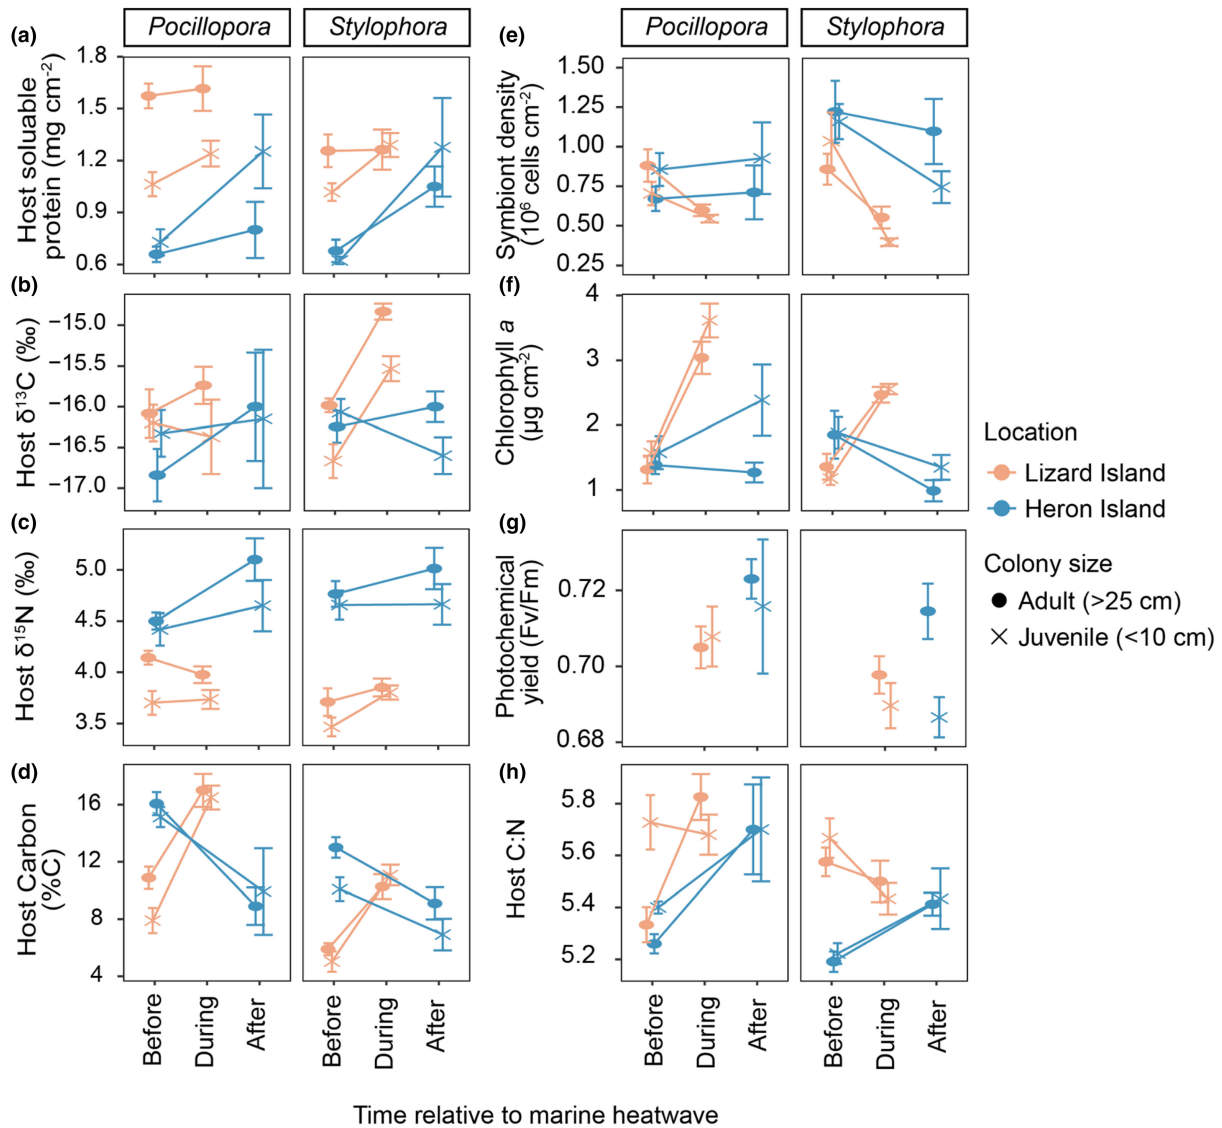 (a)
Pocillopora
Stylophora
Host soluable
protein (mg cm-2)
1.8
1.5
1.2
0.9
0.6
(b)
Host δ13C (‰)
−15.0
−15.5
−16.0
−16.5
−17.0
(c)
Host δ15N (‰)
5.0
4.5
4.0
3.5
(d)
Host Carbon
(%C)
16
12
8
4
Before
During
After
Before
During
After
(e)
Pocillopora
Stylophora
Symbiont density
(106 cells cm-2)
1.50
1.25
1.00
0.75
0.50
0.25
(f)
Chlorophyll a
(µg cm-2)
4
3
2
1
(g)
Photochemical
yield (Fv/Fm)
0.72
0.70
0.68
(h)
Host C:N
5.8
5.6
5.4
5.2
Before
During
After
Before
During
After
Time relative to marine heatwave
Location
Lizard Island
Heron Island
Colony size
Adult (>25 cm)
Juvenile (<10 cm)